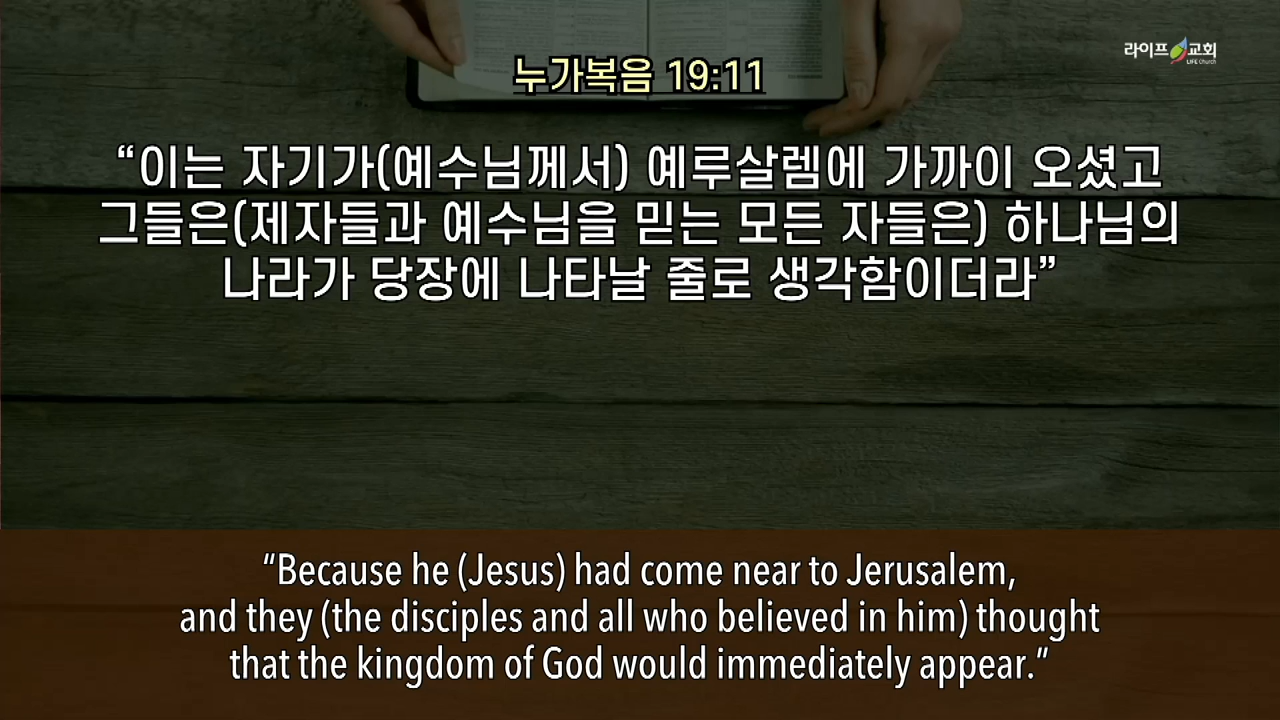 라이프 교회
LIFE Church
누가복음 19:11
“이는 자기가(예수님께서) 예루살렘에 가까이 오셨고
그들은(제자들과 예수님을 믿는 모든 자들은) 하나님의
나라가 당장에 나타날 줄로 생각함이더라”
“Because he (Jesus) had come near to Jerusalem,
and they (the disciples and all who believed in him) thought
that the kingdom of God would immediately appear.”